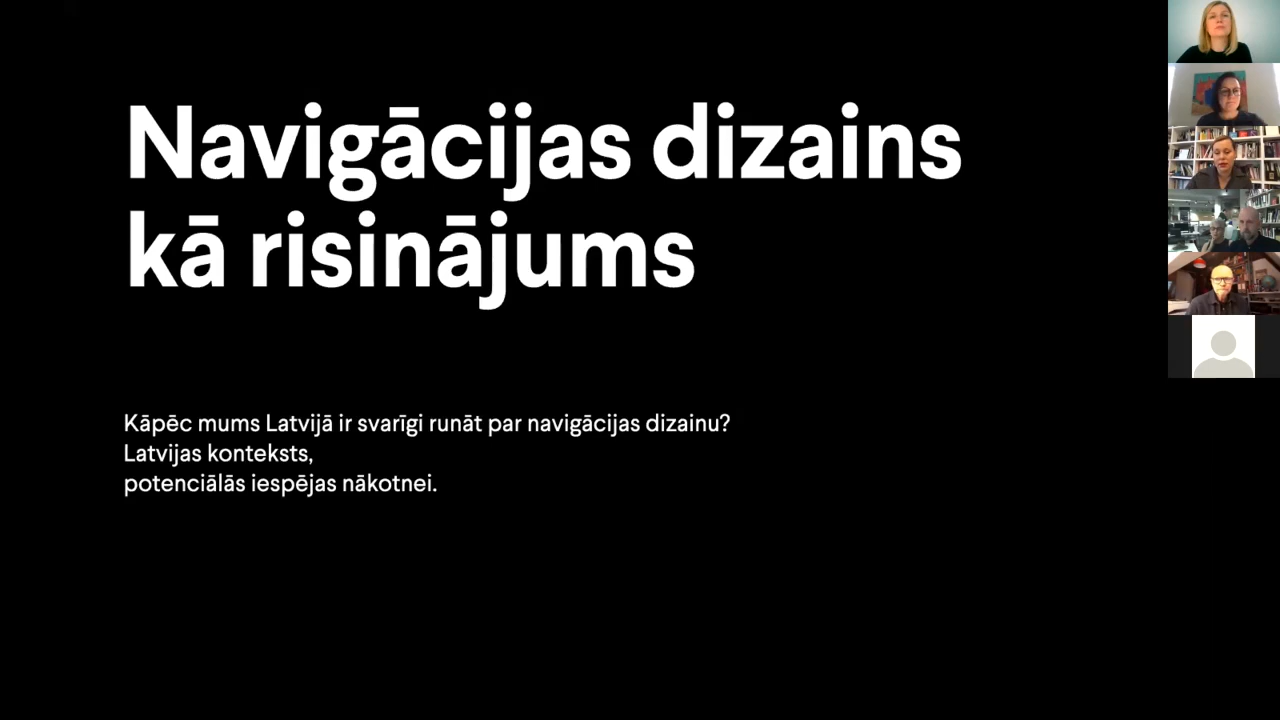 Navigācijas dizains
kā risinājums
Kāpēc mums Latvijā ir svarīgi runāt par navigācijas dizainu?
Latvijas konteksts,
potenciālās iespējas nākotnei.